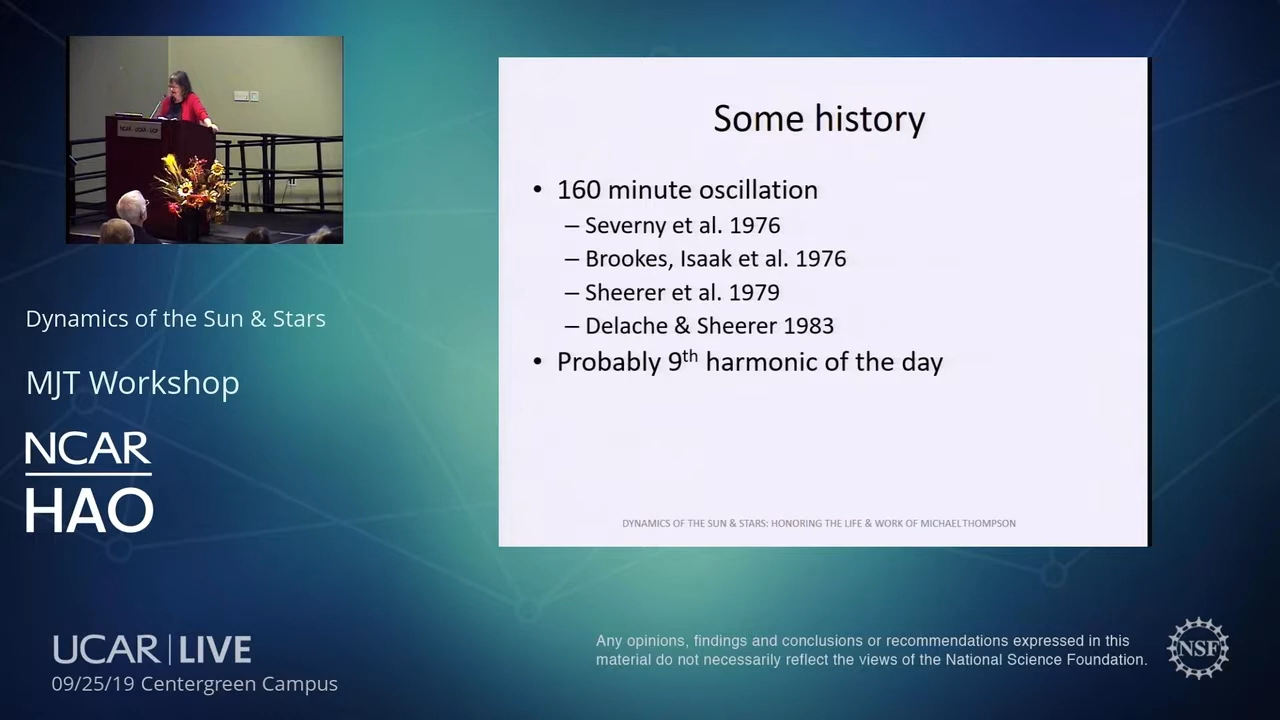 Some history
• 160 minute oscillation
– Severny et al. 1976
– Brookes, Isaak et al. 1976
– Sheerer et al. 1979
– Delache & Sheerer 1983
• Probably 9th harmonic of the day
DYNAMICS OF THE SUN & STARS: HONORING THE LIFE & WORK OF MICHAEL THOMPSON
Dynamics of the Sun & Stars
MJT Workshop
NCAR
HAO
UCAR | LIVE
09/25/19 Centergreen Campus
Any opinions, findings and conclusions or recommendations expressed in this
material do not necessarily reflect the views of the National Science Foundation.
NSF